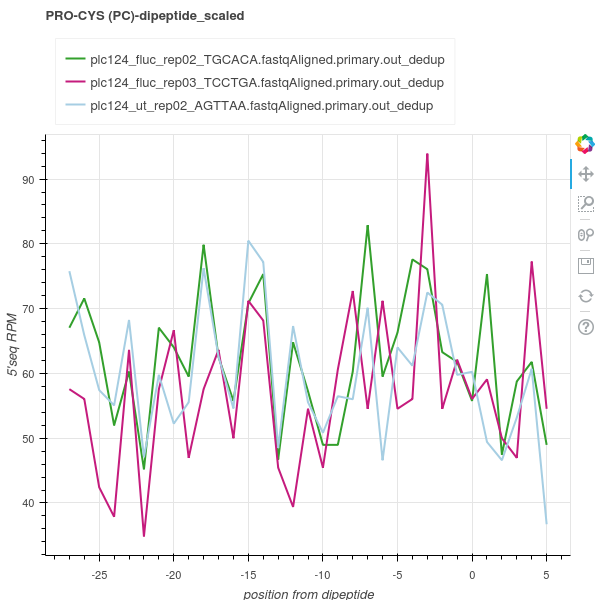 PRO-CYS (PC)-dipeptide_scaled
plc124_fluc_rep02_TGCACA.fastqAligned.primary.out_dedup
plc124_fluc_rep03_TCCTGA.fastqAligned.primary.out_dedup
plc124_ut_rep02_AGTTAA.fastqAligned.primary.out_dedup
90
80
70
60
50
40
5'seq RPM
-25 -20 -15 -10 -5 0 5
position from dipeptide